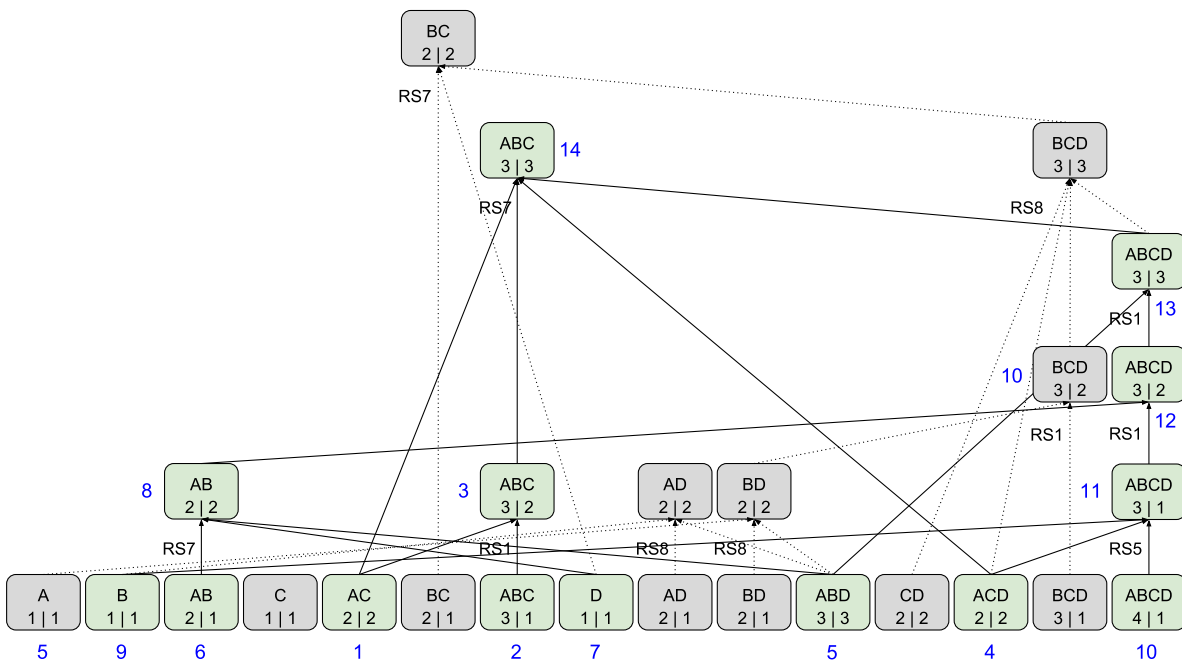 BC
2 | 2
RS7
ABC
3 | 3
14
BCD
3 | 3
RS7
RS8
ABCD
3 | 3
13
RS1
10
BCD
3 | 2
ABCD
3 | 2
12
RS1
RS1
8
AB
2 | 2
3
ABC
3 | 2
AD
2 | 2
BD
2 | 2
11
ABCD
3 | 1
RS7
RS1
RS8
RS8
RS5
A
1 | 1
B
1 | 1
AB
2 | 1
C
1 | 1
AC
2 | 2
BC
2 | 1
ABC
3 | 1
D
1 | 1
AD
2 | 1
BD
2 | 1
ABD
3 | 3
CD
2 | 2
ACD
2 | 2
BCD
3 | 1
ABCD
4 | 1
5
9
6
1
2
7
5
4
10